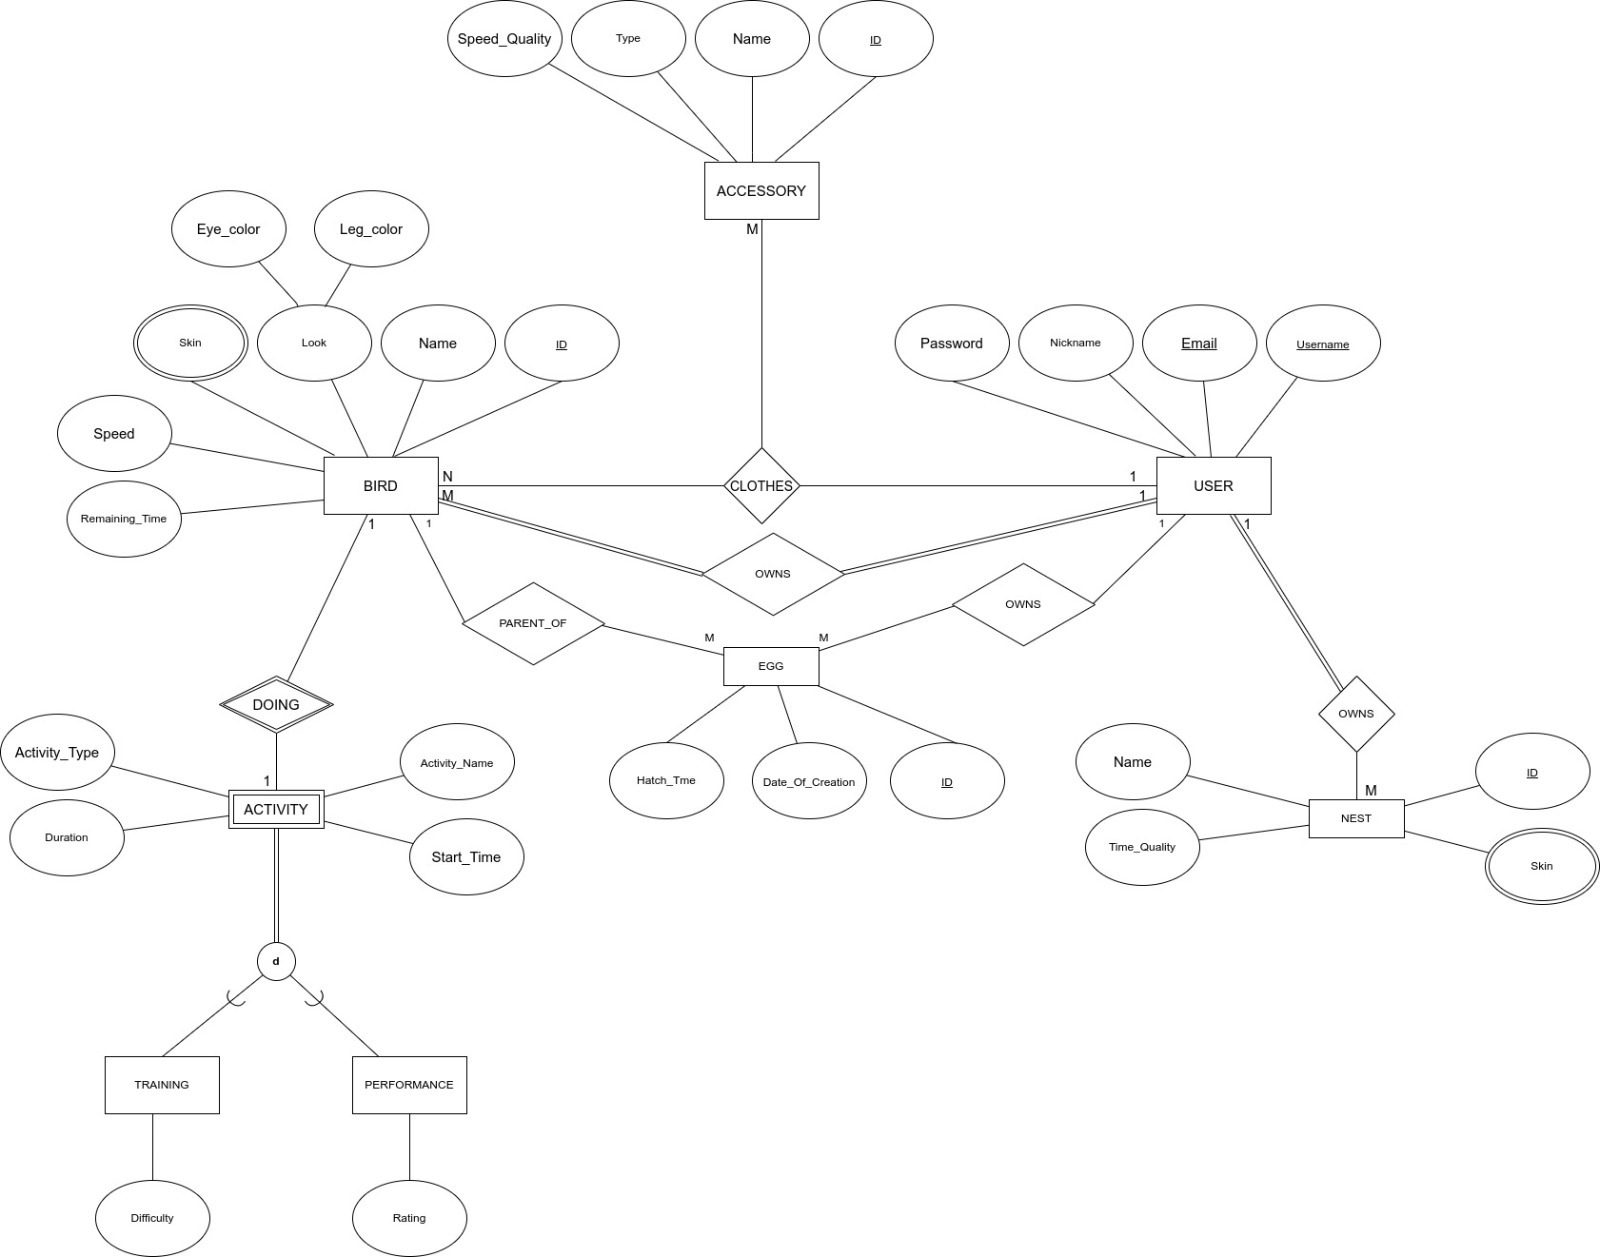 Speed_Quality
Type
Name
ID
ACCESSORY
M
Eye_color
Leg_color
Skin
Look
Name
ID
Password
Nickname
Email
Username
Speed
Remaining_Time
BIRD
N
M
CLOTHES
1
1
USER
1
1
1
1
OWNS
OWNS
PARENT_OF
M
M
EGG
DOING
OWNS
Activity_Type
Activity_Name
1
Hatch_Tme
Date_Of_Creation
ID
Name
ID
M
ACTIVITY
NEST
Duration
Start_Time
Time_Quality
Skin
d
TRAINING
PERFORMANCE
Difficulty
Rating